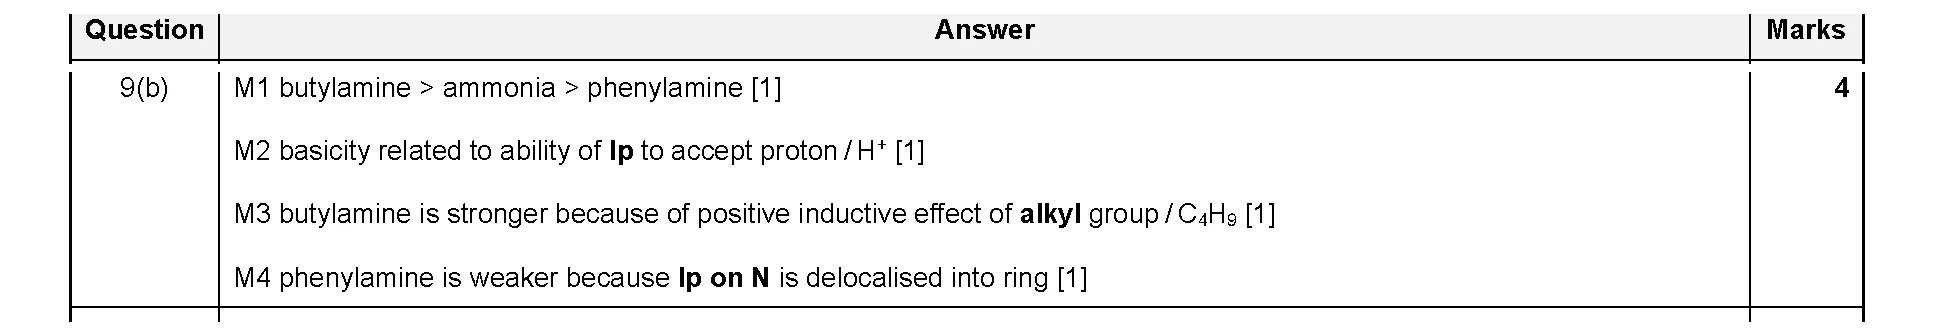 Question Answer Marks
9(b) M1 butylamine > ammonia > phenylamine [1] 4
M2 basicity related to ability of lp to accept proton / H⁺ [1]
M3 butylamine is stronger because of positive inductive effect of alkyl group / C₄H₉ [1]
M4 phenylamine is weaker because lp on N is delocalised into ring [1]